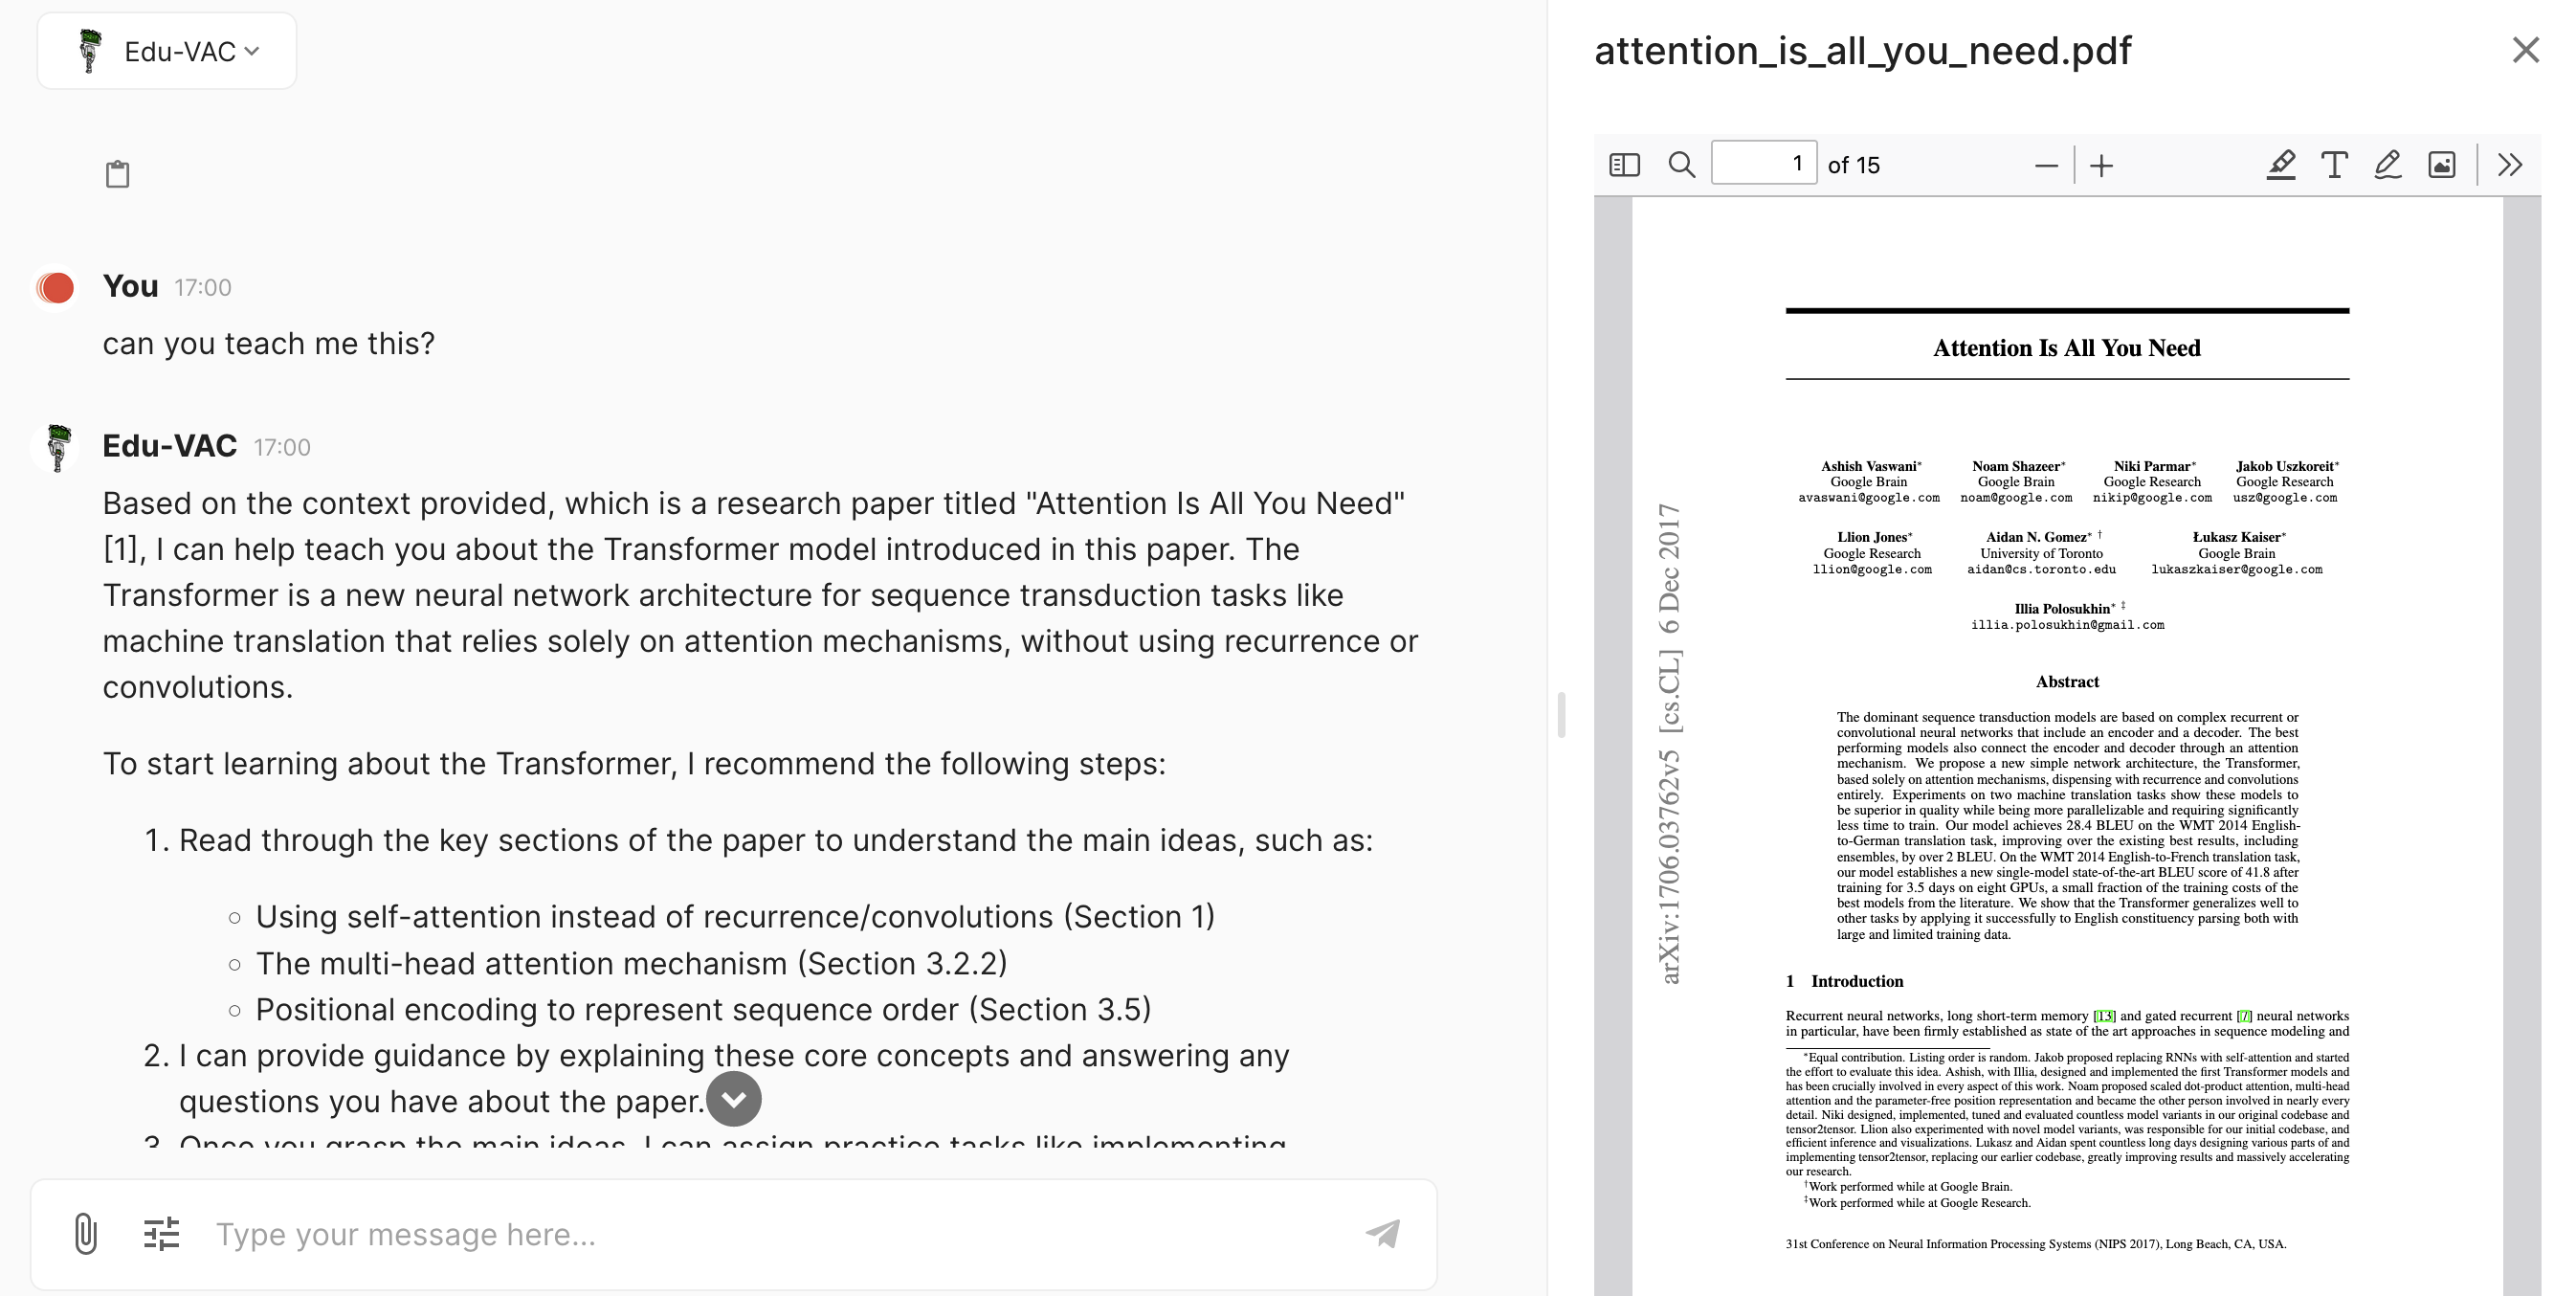 Edu-VAC
You 17:00
can you teach me this?
Edu-VAC 17:00
Based on the context provided, which is a research paper titled "Attention Is All You Need"
[1], I can help teach you about the Transformer model introduced in this paper. The
Transformer is a new neural network architecture for sequence transduction tasks like
machine translation that relies solely on attention mechanisms, without using recurrence or
convolutions.
To start learning about the Transformer, I recommend the following steps:
1. Read through the key sections of the paper to understand the main ideas, such as:
Using self-attention instead of recurrence/convolutions (Section 1)
The multi-head attention mechanism (Section 3.2.2)
Positional encoding to represent sequence order (Section 3.5)
2. I can provide guidance by explaining these core concepts and answering any
questions you have about the paper.
3. Once you grasp the main ideas, I can assign practice tasks like implementing
Type your message here...
attention_is_all_you_need.pdf
1 of 15
arXiv:1706.03762v5 [cs.CL] 6 Dec 2017
Attention Is All You Need
Ashish Vaswani* Noam Shazeer* Niki Parmar* Jakob Uszkoreit*
Google Brain Google Brain Google Research Google Research
avaswani@google.com noam@google.com nikip@google.com usz@google.com
Llion Jones* Aidan N. Gomez* † Łukasz Kaiser*
Google Research University of Toronto Google Brain
llion@google.com aidan@cs.toronto.edu lukaszkaiser@google.com
Illia Polosukhin* ‡
illia.polosukhin@gmail.com
Abstract
The dominant sequence transduction models are based on complex recurrent or
convolutional neural networks that include an encoder and a decoder. The best
performing models also connect the encoder and decoder through an attention
mechanism. We propose a new simple network architecture, the Transformer,
based solely on attention mechanisms, dispensing with recurrence and convolutions
entirely. Experiments on two machine translation tasks show these models to
be superior in quality while being more parallelizable and requiring significantly
less time to train. Our model achieves 28.4 BLEU on the WMT 2014 English-
to-German translation task, improving over the existing best results, including
ensembles, by over 2 BLEU. On the WMT 2014 English-to-French translation task,
our model establishes a new single-model state-of-the-art BLEU score of 41.8 after
training for 3.5 days on eight GPUs, a small fraction of the training costs of the
best models from the literature. We show that the Transformer generalizes well to
other tasks by applying it successfully to English constituency parsing both with
large and limited training data.
1 Introduction
Recurrent neural networks, long short-term memory [13] and gated recurrent [7] neural networks
in particular, have been firmly established as state of the art approaches in sequence modeling and
*Equal contribution. Listing order is random. Jakob proposed replacing RNNs with self-attention and started
the effort to evaluate this idea. Ashish, with Illia, designed and implemented the first Transformer models and
has been crucially involved in every aspect of this work. Noam proposed scaled dot-product attention, multi-head
attention and the parameter-free position representation and became the other person involved in nearly every
detail. Niki designed, implemented, tuned and evaluated countless model variants in our original codebase and
tensor2tensor. Llion also experimented with novel model variants, was responsible for our initial codebase, and
efficient inference and visualizations. Lukasz and Aidan spent countless long days designing various parts of and
implementing tensor2tensor, replacing our earlier codebase, greatly improving results and massively accelerating
our research.
†Work performed while at Google Brain.
‡Work performed while at Google Research.
31st Conference on Neural Information Processing Systems (NIPS 2017), Long Beach, CA, USA.